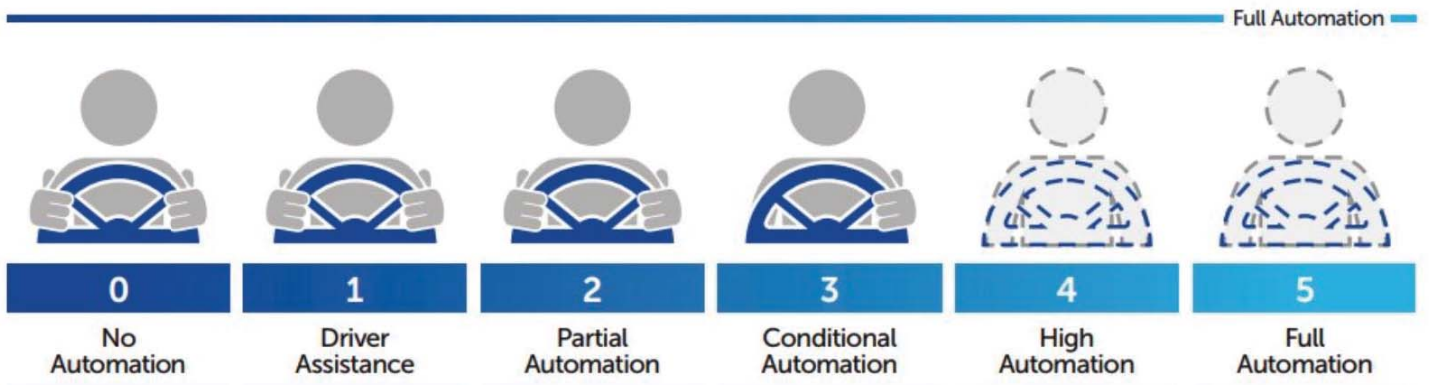 Full Automation
0
1
2
3
4
5
No
Automation
Driver
Assistance
Partial
Automation
Conditional
Automation
High
Automation
Full
Automation